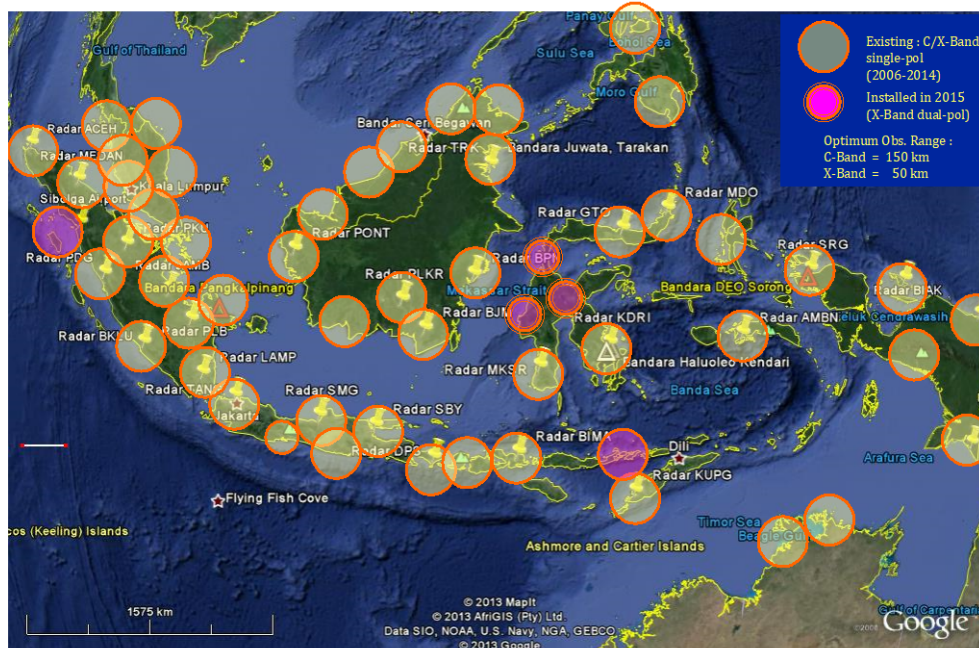 Gulf of Thailand
Panay Gulf
Bohol Sea
Sulu Sea
Moro Gulf
Existing : C/X-Band
single-pol
(2006-2014)
Installed in 2015
(X-Band dual-pol)
Optimum Obs. Range :
C-Band = 150 km
X-Band = 50 km
Radar ACEH
Bandar Seri Begawan
Radar TRK
Bandara Juwata, Tarakan
Radar MEDAN
Kuala Lumpur
Sibolga Airport
Radar MDO
Radar GTO
Radar PKU
Radar PONT
Radar SRG
Radar PDG
Radar BPN
Radar PLKR
Bandara Pangkalpinang
Makassar Strait
Bandara DEO Sorong
Radar BIAK
Radar BJM
Radar KDRI
Radar AMBN
Cendrawasih
Radar BKLU
Radar PLB
Radar LAMP
Bandara Haluoleo Kendari
Radar MKSR
Radar TANG
Radar SMG
Banda Sea
Jakarta
Radar SBY
Radar DPS
Radar BIMA
Dili
Arafura Sea
Radar KUPG
Flying Fish Cove
Timor Sea
cos (Keeling) Islands
Beagle Gulf
Ashmore and Cartier Islands
1575 km
© 2013 MapIt
© 2013 AfriGIS (Pty) Ltd.
Data SIO, NOAA, U.S. Navy, NGA, GEBCO
© 2013 Google
Gulf of Carpentaria
Google